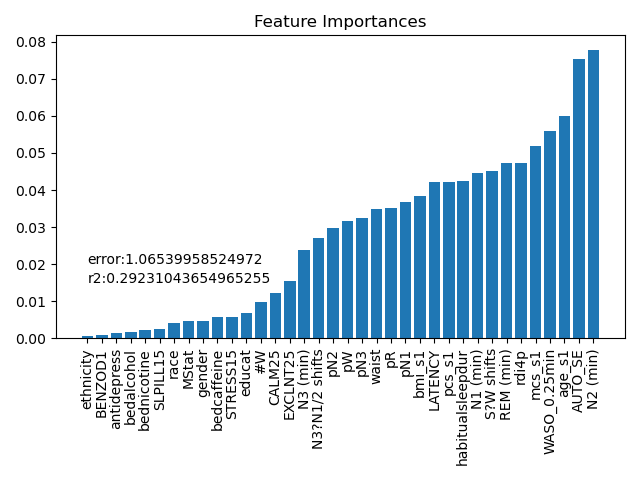 Feature Importances
0.08
0.07
0.06
0.05
0.04
0.03
0.02
0.01
0.00
error:1.06539958524972
r2:0.29231043654965255
ethnicity
BENZOD1
antidepress
bedalcohol
bednicotine
SLPILL15
race
MStat
gender
bedcaffeine
STRESS15
educat
#W
CALM25
EXCLNT25
N3 (min)
N3?N1/2 shifts
pN2
pW
pN3
waist
pR
pN1
bmi_s1
LATENCY
pcs_s1
habitualsleepdur
N1 (min)
S?W shifts
REM (min)
rdi4p
mcs_s1
WASO_0.25min
age_s1
AUTO_SE
N2 (min)